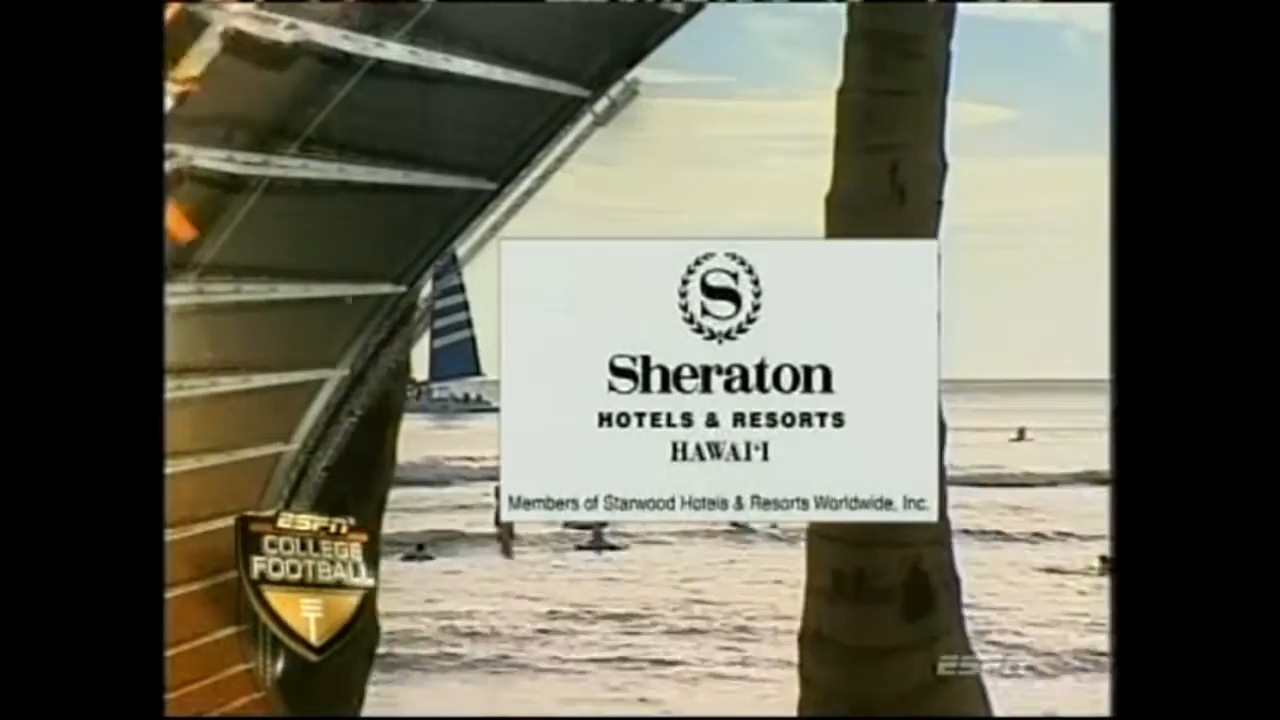 S
Sheraton
HOTELS & RESORTS
HAWAI‘I
Members of Starwood Hotels & Resorts Worldwide, Inc.
ESPN
COLLEGE
FOOTBALL
ESPN